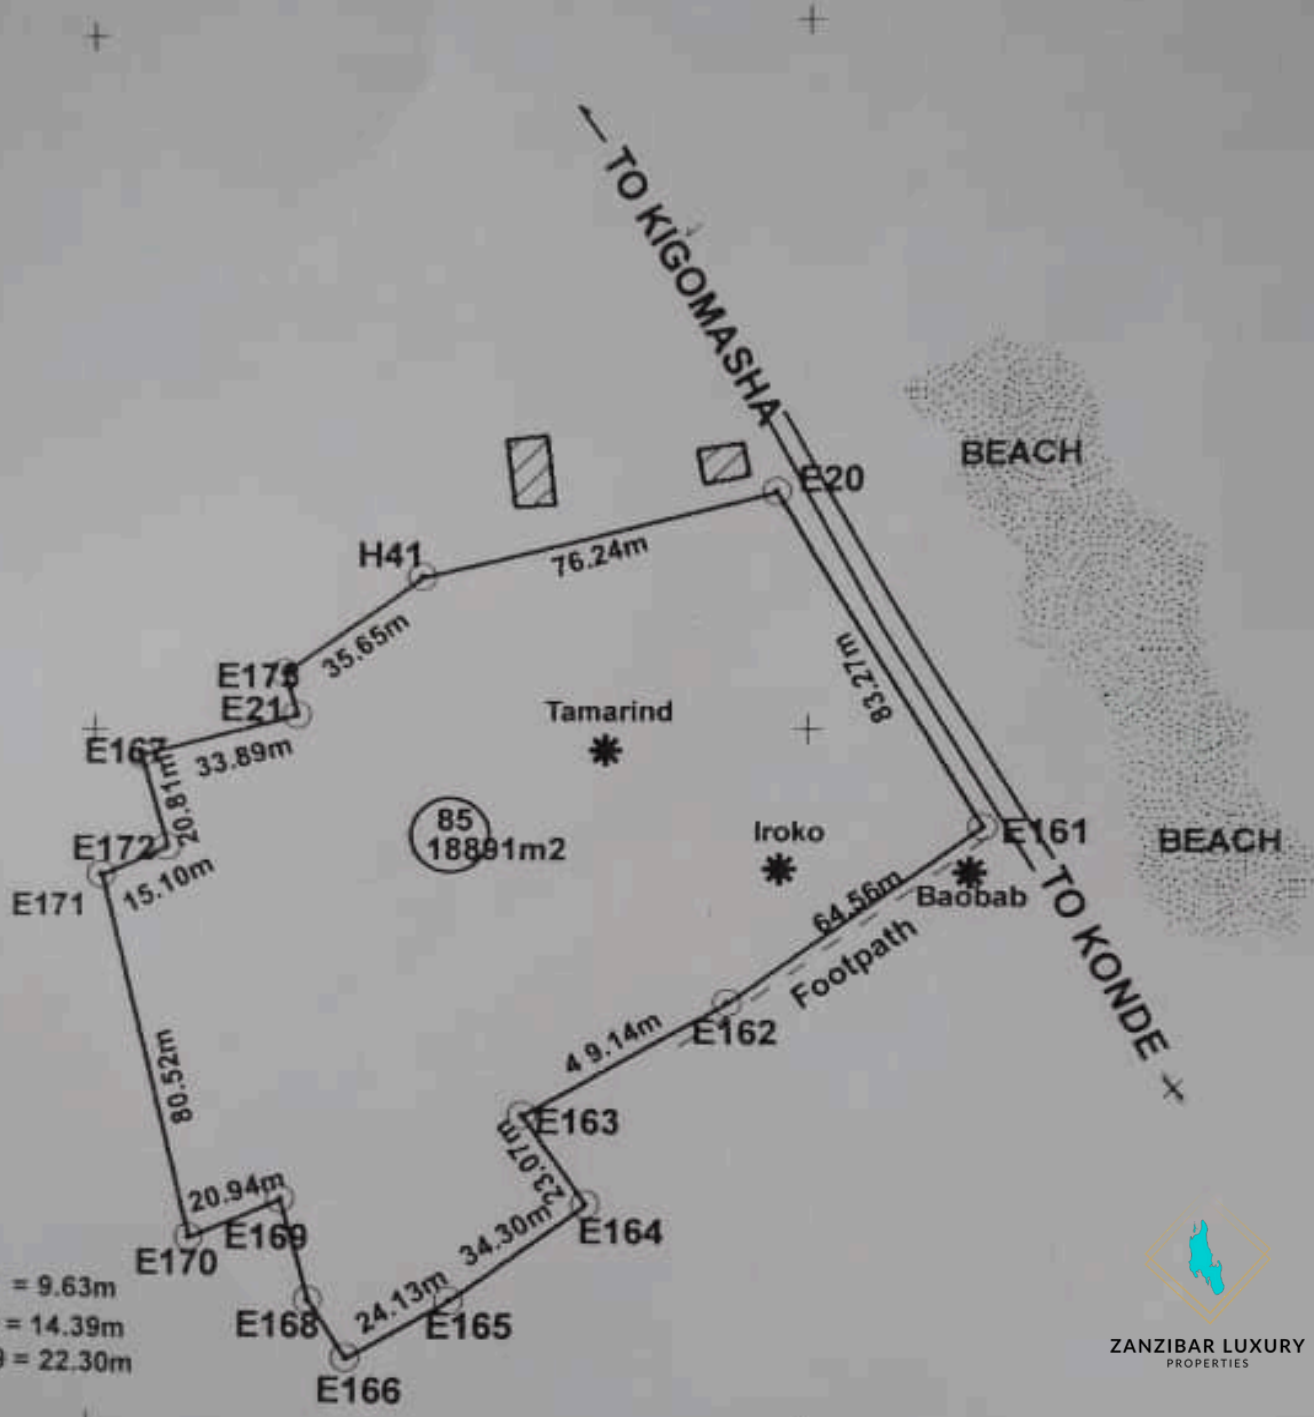 TO KIGOMASHA
BEACH
E20
76.24m
H41
35.65m
E173
E21
33.89m
E167
20.81m
E172
15.10m
E171
Tamarind
83.27m
85
18891m2
Iroko
E161
BEACH
Baobab
64.56m
Footpath
TO KONDE
E162
4 9.14m
80.52m
E163
23.07m
20.94m
E169
E170
34.30m
E164
= 9.63m
= 14.39m
9 = 22.30m
E168
24.13m
E165
E166
ZANZIBAR LUXURY
PROPERTIES